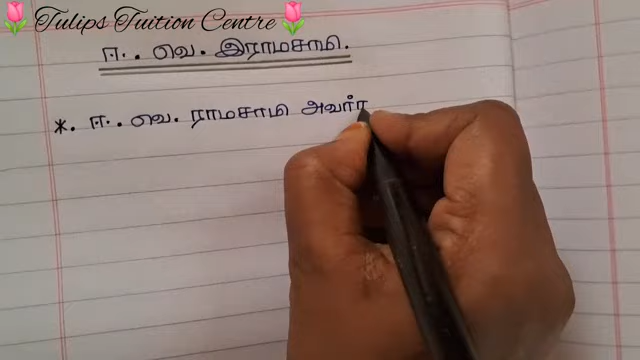 Tulips Tuition Centre
ஈ. வெ. இராமசாமி.
*. ஈ. வெ. ராமசாமி அவர்